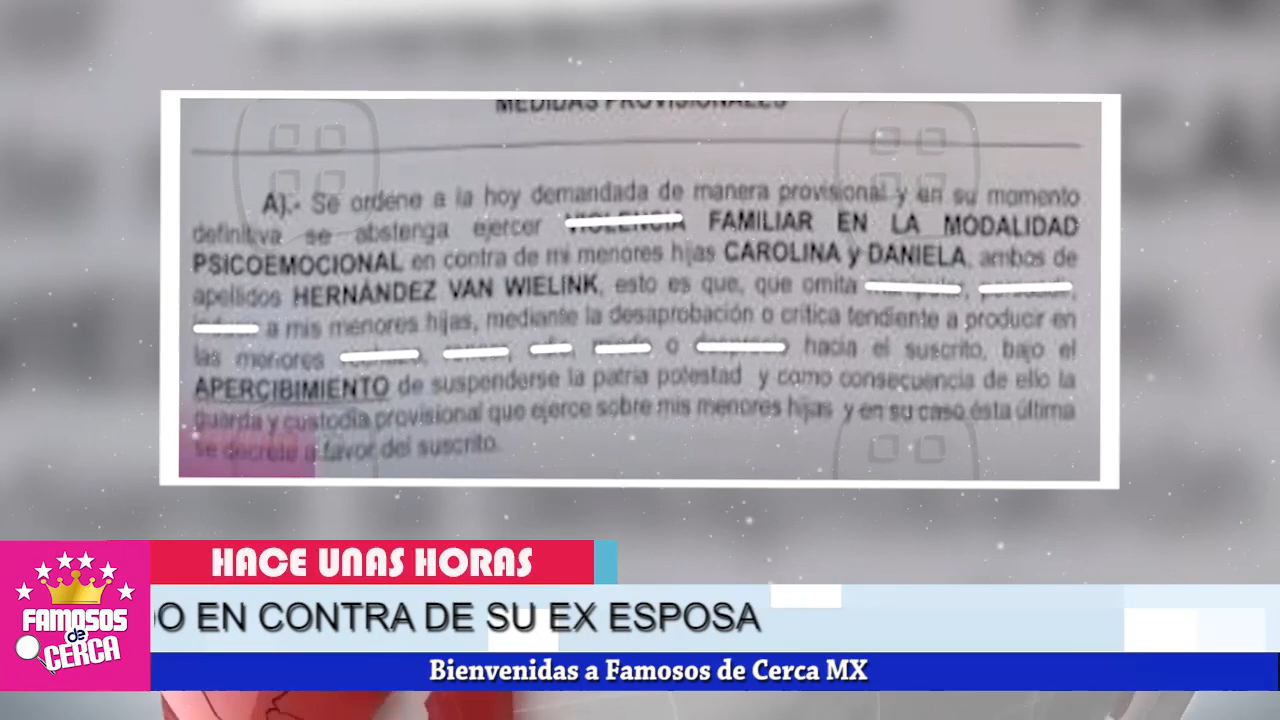 MEDIDAS PROVISIONALES
A).- Se ordene a la hoy demandada de manera provisional y en su momento
definitiva se abstenga ejercer VIOLENCIA FAMILIAR EN LA MODALIDAD
PSICOEMOCIONAL en contra de mi menores hijas CAROLINA y DANIELA, ambos de
apellidos HERNÁNDEZ VAN WIELINK, esto es que, que omita
a mis menores hijas, mediante la desaprobación o crítica tendiente a producir en
las menores o hacia el suscrito, bajo el
APERCIBIMIENTO de suspenderse la patria potestad y como consecuencia de ello la
guarda y custodia provisional que ejerce sobre mis menores hijas y en su caso ésta última
se decrete a favor del suscrito.
HACE UNAS HORAS
DO EN CONTRA DE SU EX ESPOSA
FAMOSOS
de
CERCA
Bienvenidas a Famosos de Cerca MX